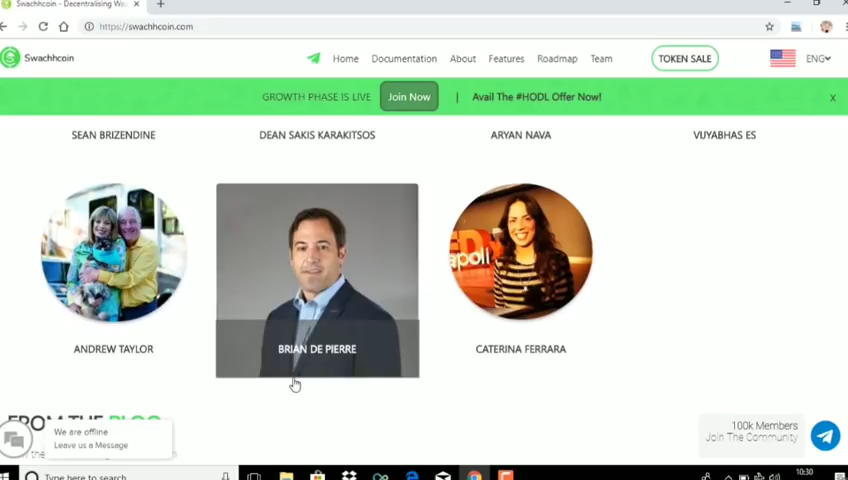 Swachhcoin - Decentralising Wa
https://swachhcoin.com
Swachhcoin
Home Documentation About Features Roadmap Team TOKEN SALE ENG
GROWTH PHASE IS LIVE Join Now | Avail The #HODL Offer Now! X
SEAN BRIZENDINE DEAN SAKIS KARAKITSOS ARYAN NAVA VIJYABHAS ES
ANDREW TAYLOR BRIAN DE PIERRE CATERINA FERRARA
FROM THE BLOG
We are offline
Leave us a Message
100k Members
Join The Community
Type here to search
10:30